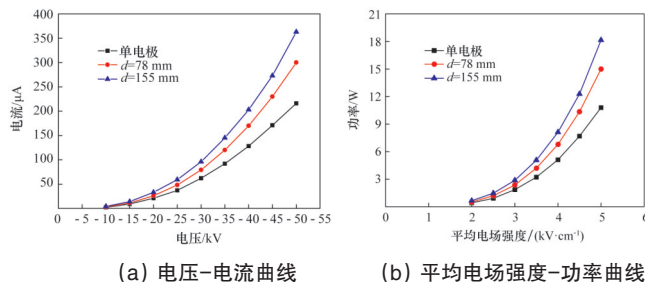 400
350
300
250
200
150
100
50
电流/μA
单电极
d=78 mm
d=155 mm
0 -5 -10 -15 -20 -25 -30 -35 -40 -45 -50 -55
电压/kV
(a) 电压-电流曲线
21
18
15
12
9
6
3
功率/W
单电极
d=78 mm
d=155 mm
0 1 2 3 4 5 6
平均电场强度/(kV·cm⁻¹)
(b) 平均电场强度-功率曲线